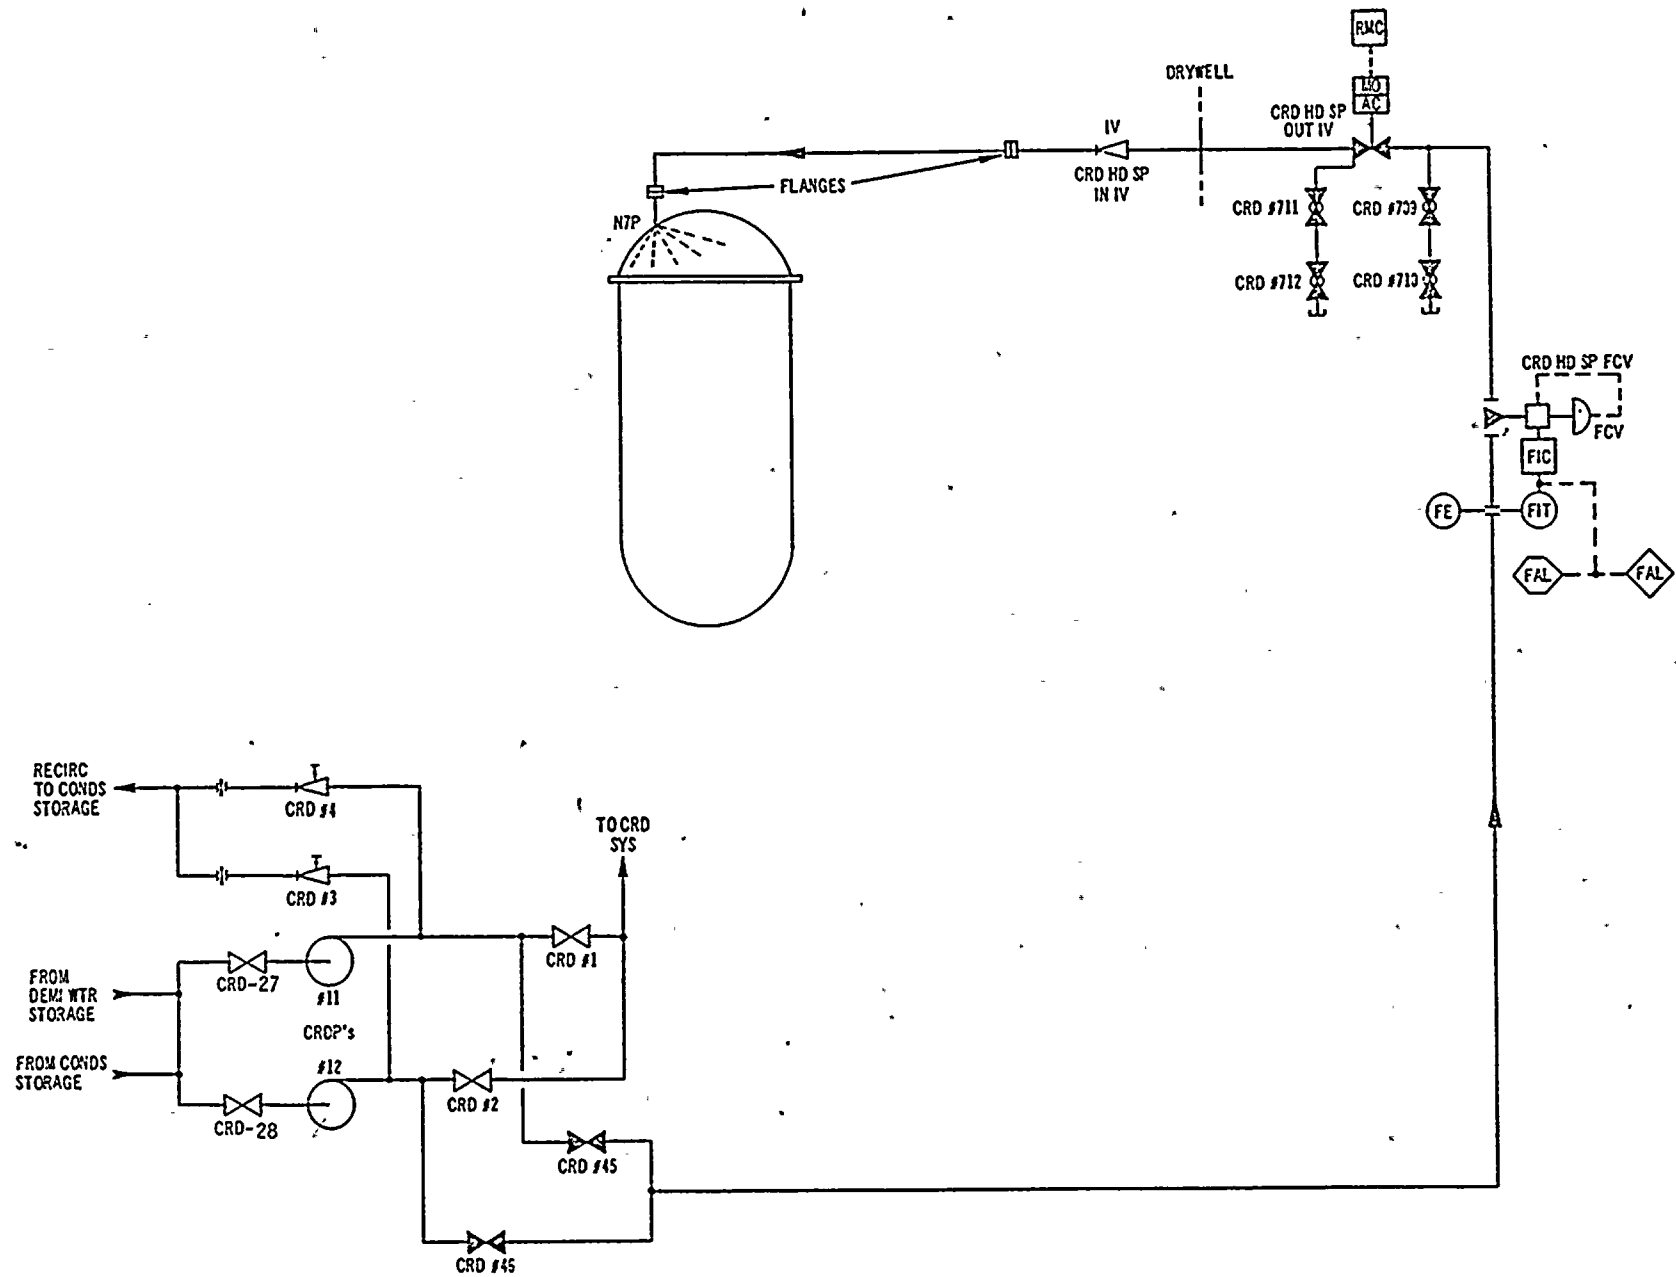 RMC
DRYWELL
MO
AC
CRD HD SP
OUT IV
IV
CRD HD SP
IN IV
FLANGES
N7P
CRD #711
CRD #709
CRD #712
CRD #710
CRD HD SP FCV
FCV
FIC
FE
FIT
FAL
FAL
RECIRC
TO CONDS
STORAGE
CRD #4
TO CRD
SYS
CRD #3
CRD #1
CRD-27
FROM
DEMI WTR
STORAGE
#11
CRDP's
FROM CONDS
STORAGE
#12
CRD #2
CRD-28
CRD #45
CRD #45